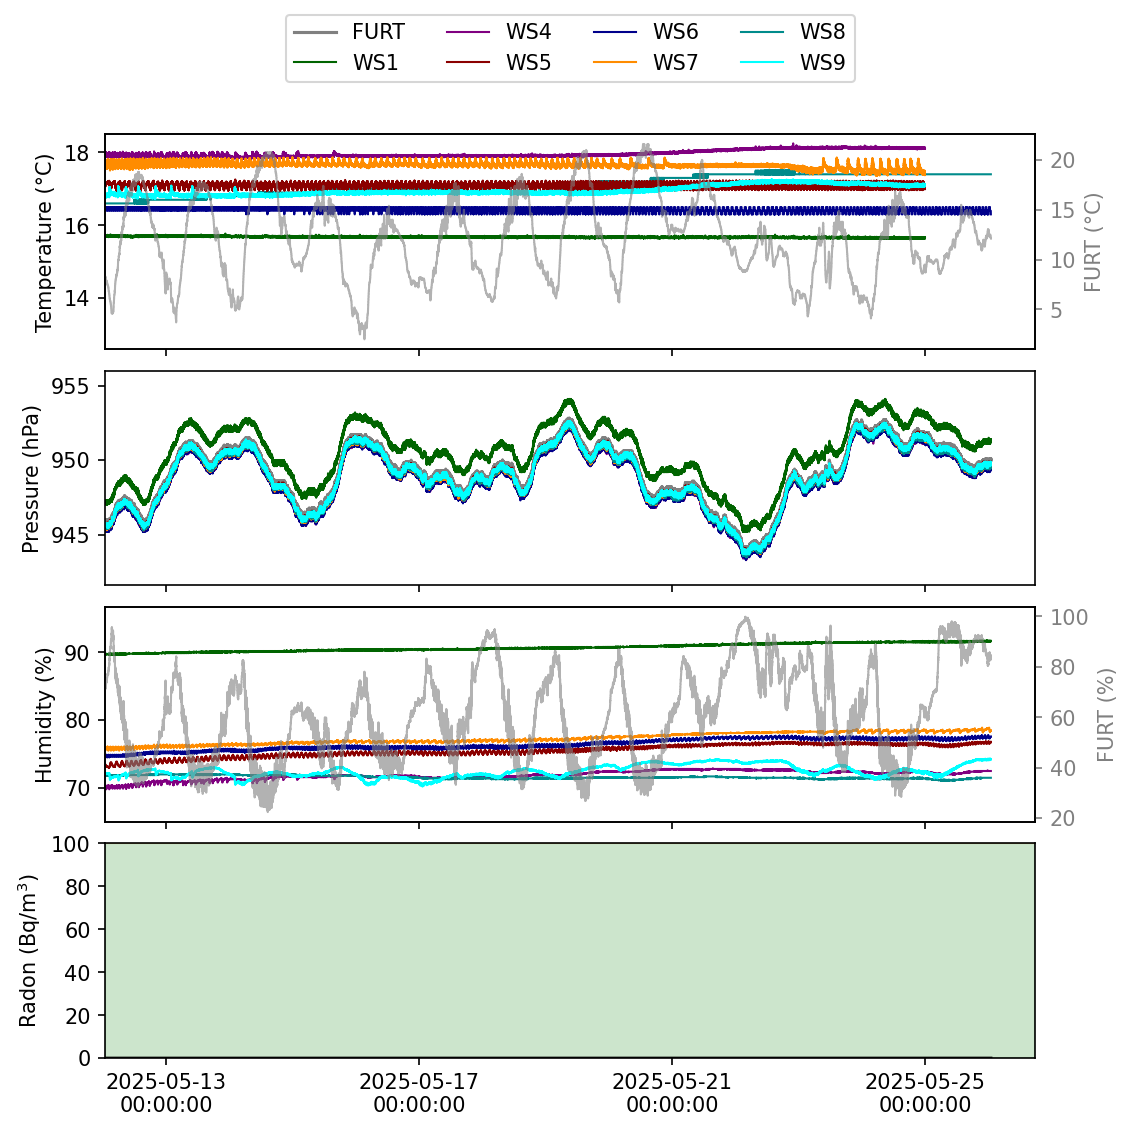 FURT WS4 WS6 WS8
WS1 WS5 WS7 WS9
Temperature (°C)
18
16
14
20
15
10
5
FURT (°C)
Pressure (hPa)
955
950
945
Humidity (%)
90
80
70
100
80
60
40
20
FURT (%)
Radon (Bq/m³)
100
80
60
40
20
0
2025-05-13 2025-05-17 2025-05-21 2025-05-25
00:00:00 00:00:00 00:00:00 00:00:00